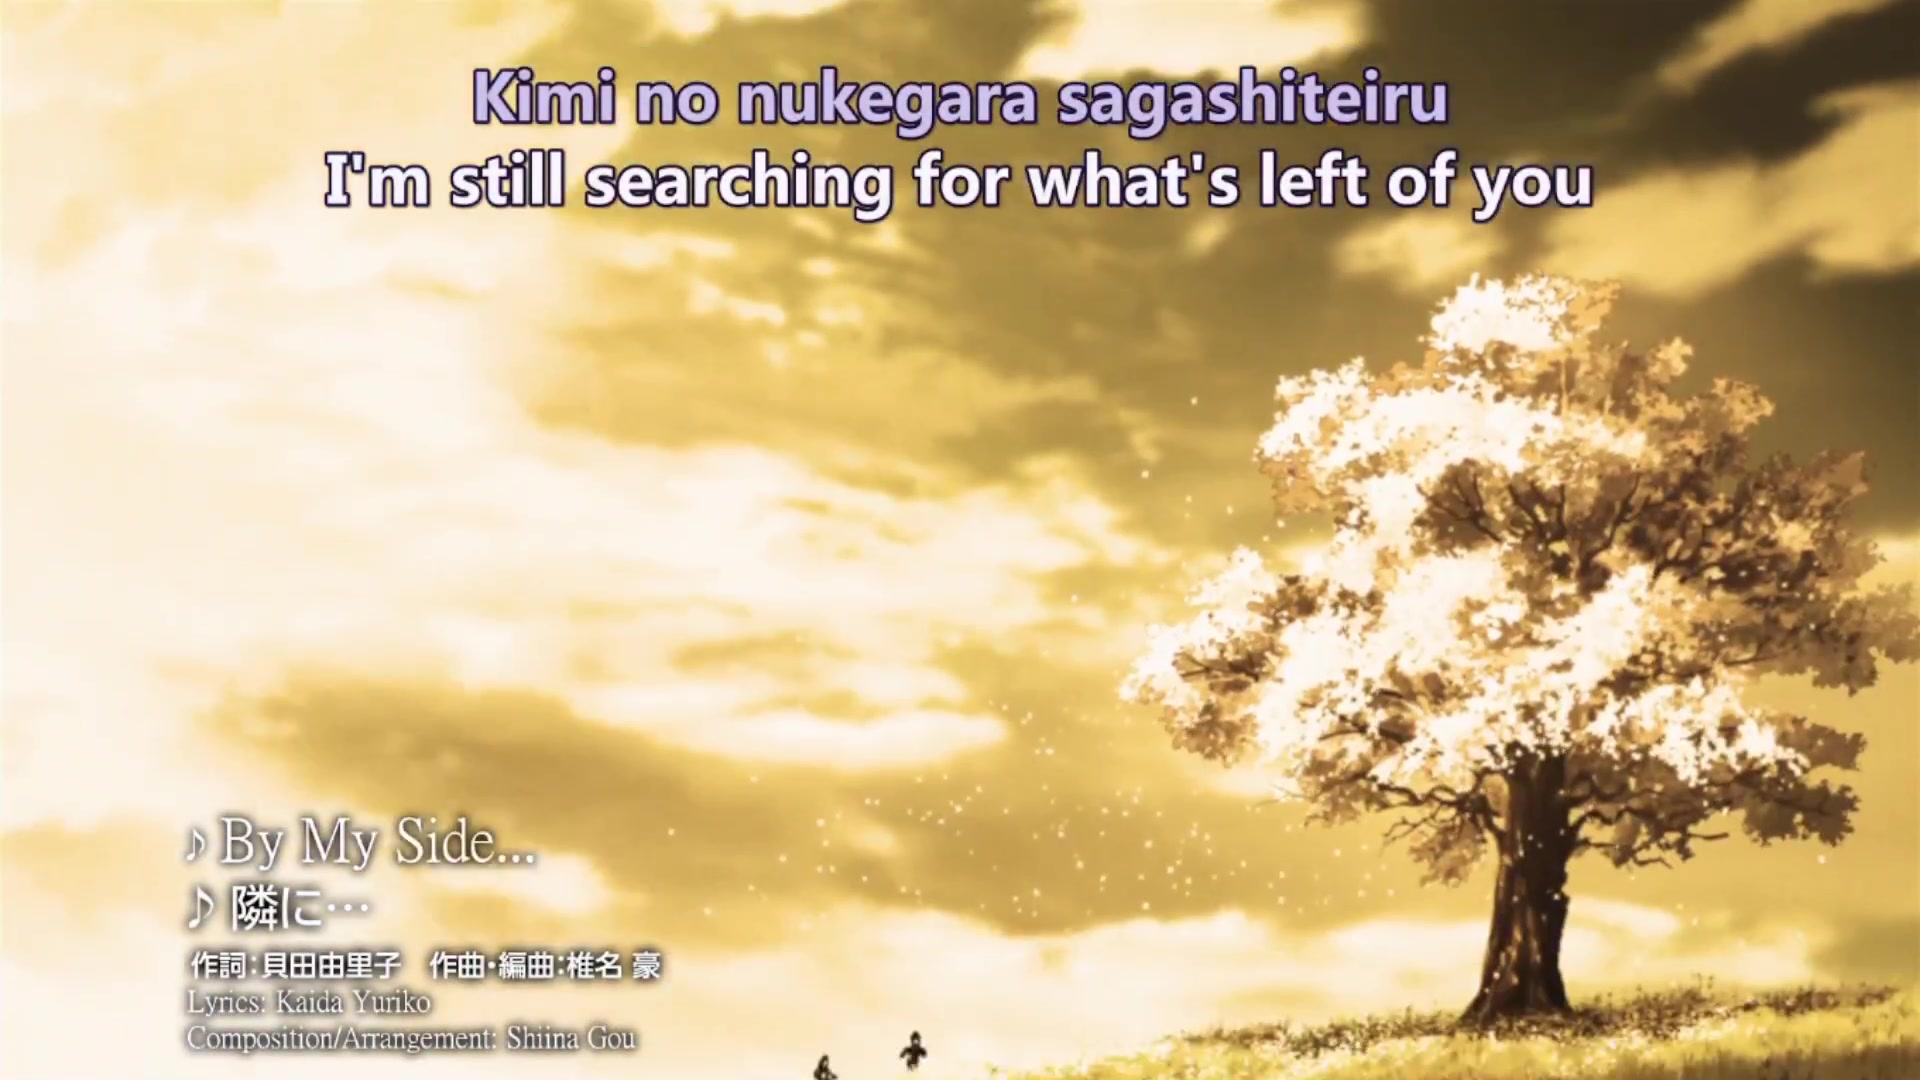 Kimi no nukegara sagashiteiru
I'm still searching for what's left of you
♪ By My Side...
♪ 隣に…
作詞:貝田由里子　作曲・編曲:椎名 豪
Lyrics: Kaida Yuriko
Composition/Arrangement: Shiina Gou